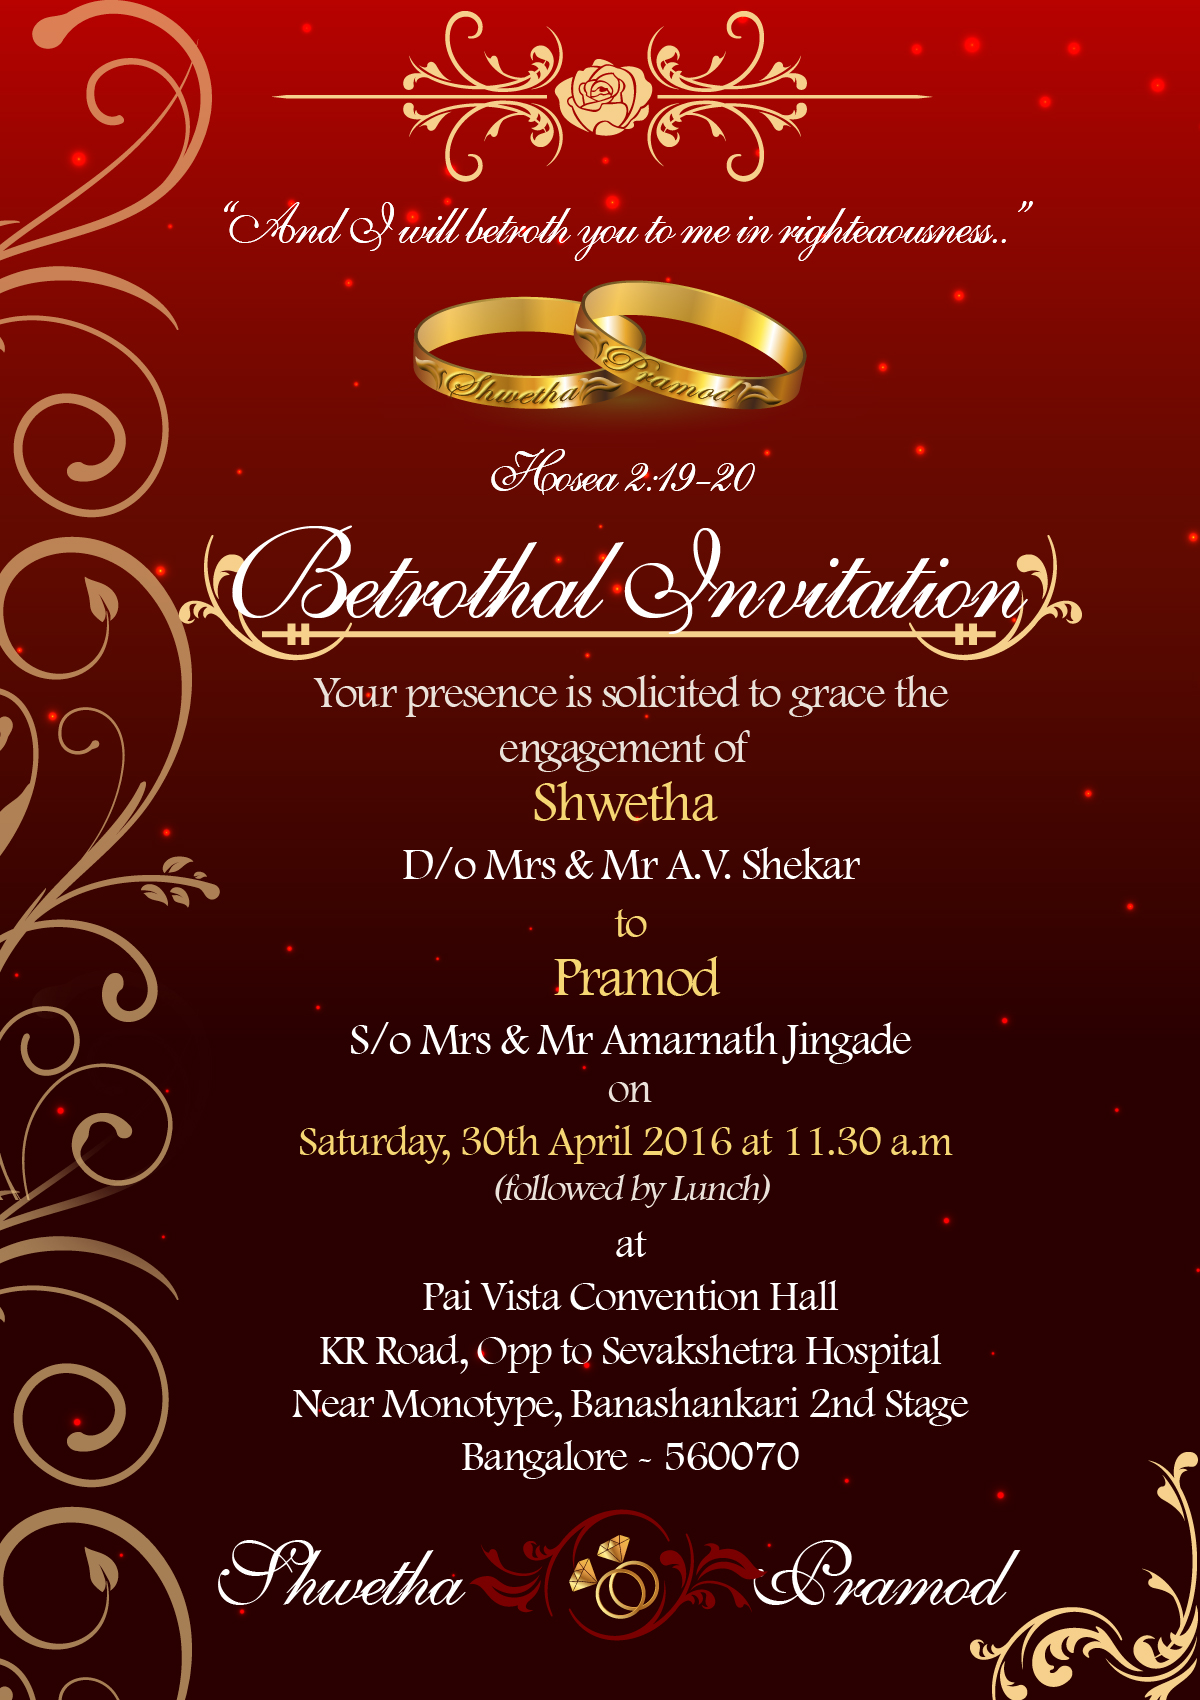 “And I will betroth you to me in righteaousness..”
Shwetha
Pramod
Hosea 2:19-20
Betrothal Invitation
Your presence is solicited to grace the
engagement of
Shwetha
D/o Mrs & Mr A.V. Shekar
to
Pramod
S/o Mrs & Mr Amarnath Jingade
on
Saturday, 30th April 2016 at 11.30 a.m
(followed by Lunch)
at
Pai Vista Convention Hall
KR Road, Opp to Sevakshetra Hospital
Near Monotype, Banashankari 2nd Stage
Bangalore - 560070
Shwetha Pramod